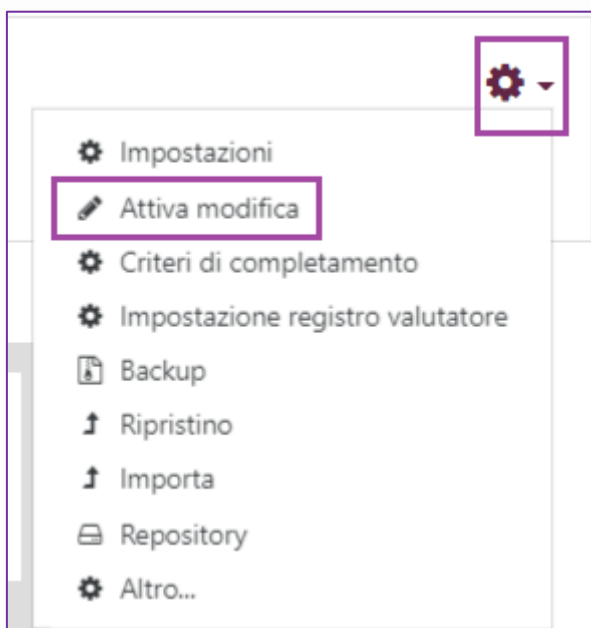 Impostazioni
Attiva modifica
Criteri di completamento
Impostazione registro valutatore
Backup
Ripristino
Importa
Repository
Altro...